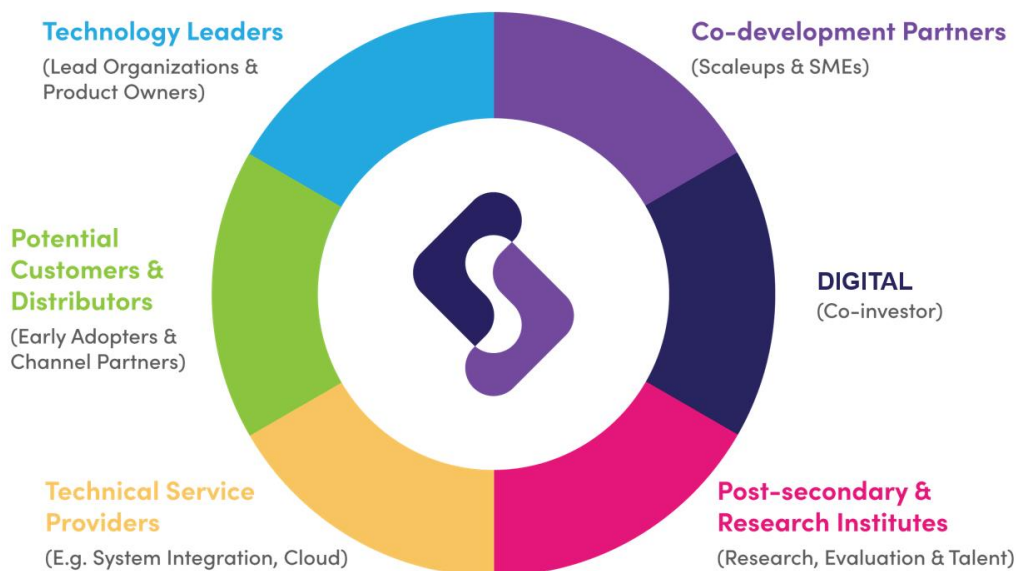 Technology Leaders
(Lead Organizations &
Product Owners)
Co-development Partners
(Scaleups & SMEs)
Potential
Customers &
Distributors
(Early Adopters &
Channel Partners)
DIGITAL
(Co-investor)
Technical Service
Providers
(E.g. System Integration, Cloud)
Post-secondary &
Research Institutes
(Research, Evaluation & Talent)